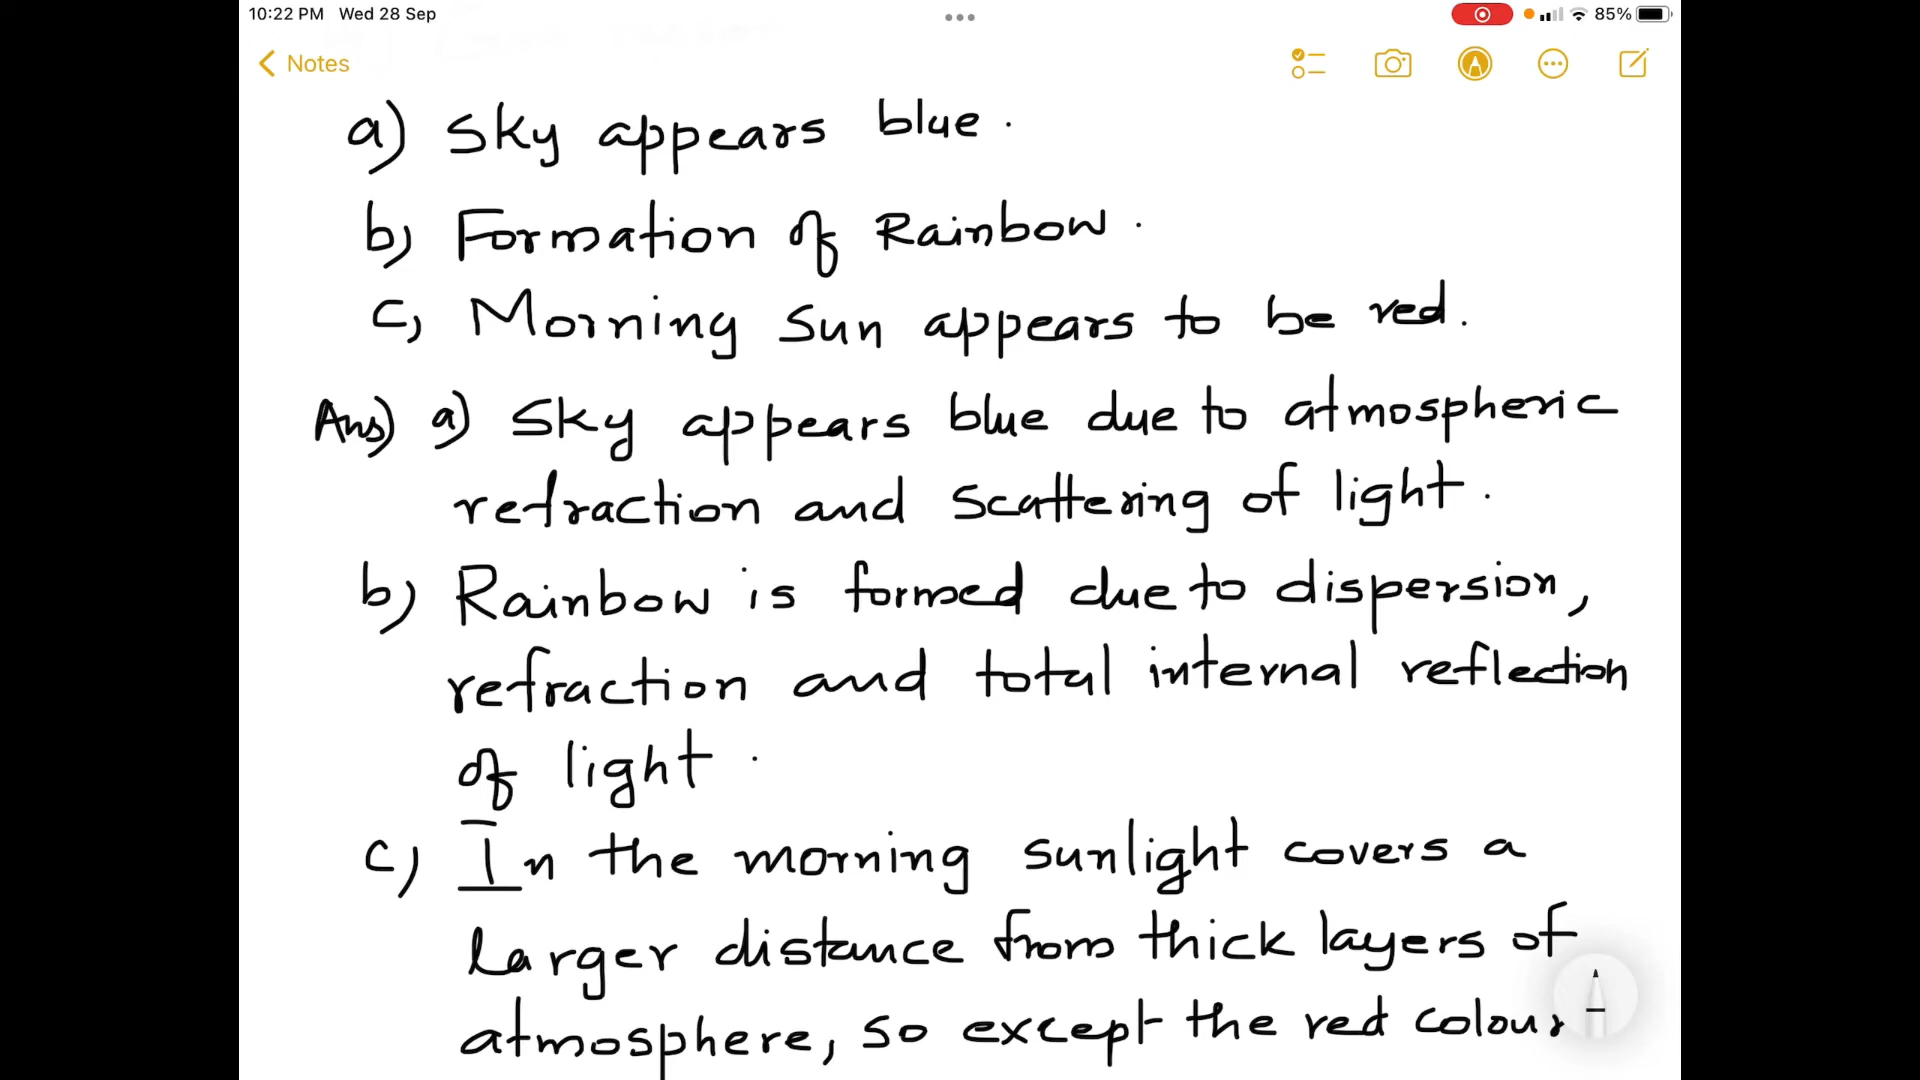 10:22 PM Wed 28 Sep
85%
Notes
a) Sky appears blue.
b) Formation of Rainbow.
c) Morning Sun appears to be red.
Ans) a) Sky appears blue due to atmospheric
refraction and scattering of light.
b) Rainbow is formed due to dispersion,
refraction and total internal reflection
of light.
c) In the morning sunlight covers a
larger distance from thick layers of
atmosphere, so except the red colour